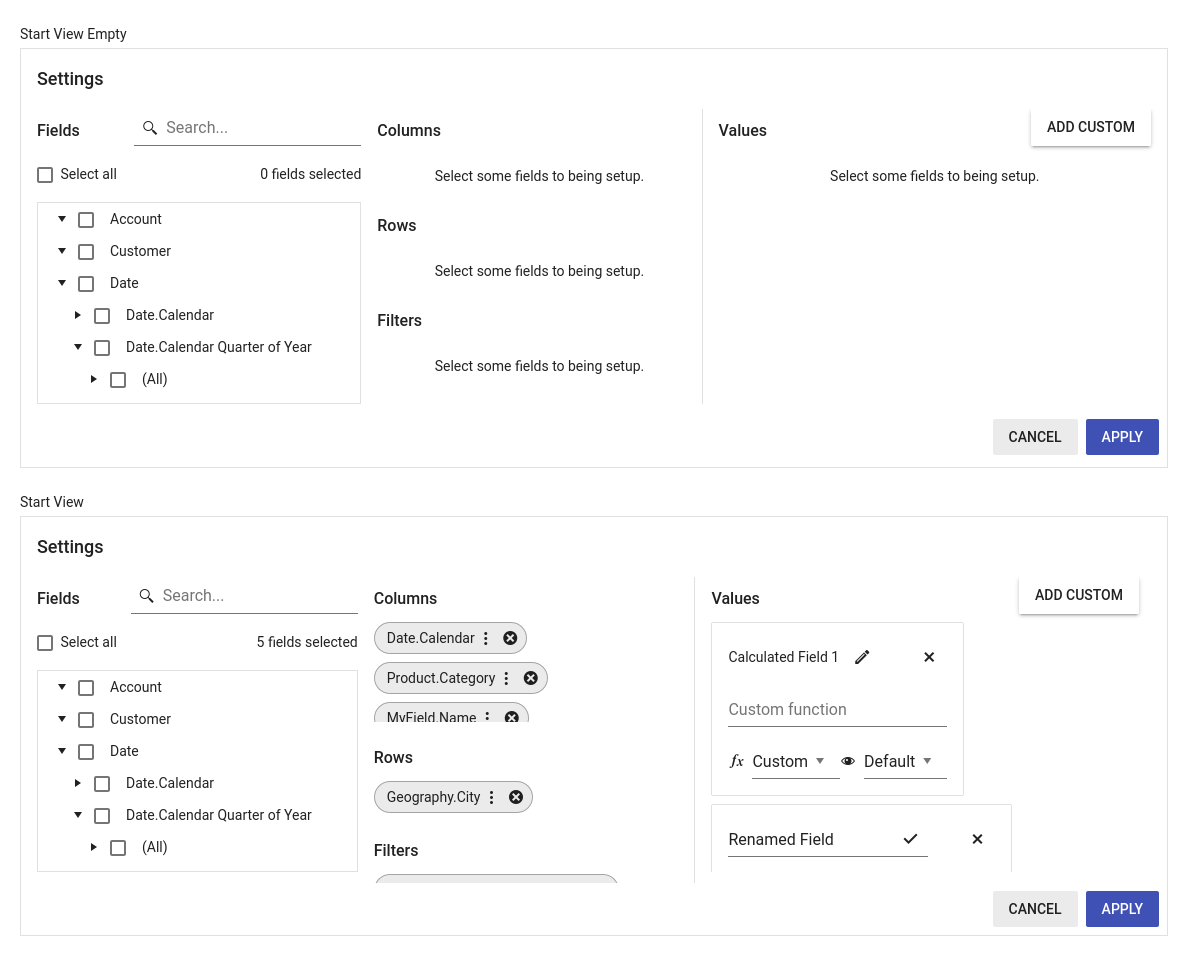 Start View Empty
Settings
Fields
Search...
Select all
0 fields selected
Account
Customer
Date
Date.Calendar
Date.Calendar Quarter of Year
(All)
Columns
Select some fields to being setup.
Rows
Select some fields to being setup.
Filters
Select some fields to being setup.
Values
ADD CUSTOM
Select some fields to being setup.
CANCEL
APPLY
Start View
Settings
Fields
Search...
Select all
5 fields selected
Account
Customer
Date
Date.Calendar
Date.Calendar Quarter of Year
(All)
Columns
Date.Calendar
Product.Category
MyField.Name
Rows
Geography.City
Filters
Values
ADD CUSTOM
Calculated Field 1
Custom function
fx Custom Default
Renamed Field
CANCEL
APPLY